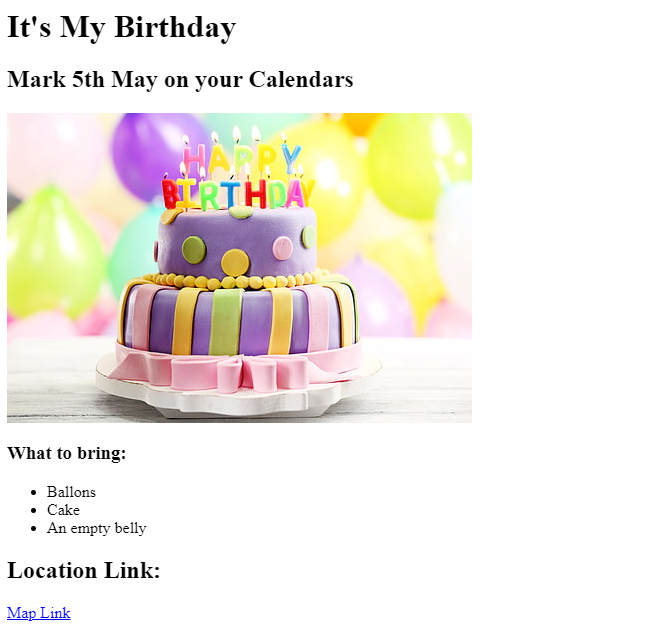 It's My Birthday
Mark 5th May on your Calendars
HAPPY
BIRTHDAY
What to bring:
Ballons
Cake
An empty belly
Location Link:
Map Link